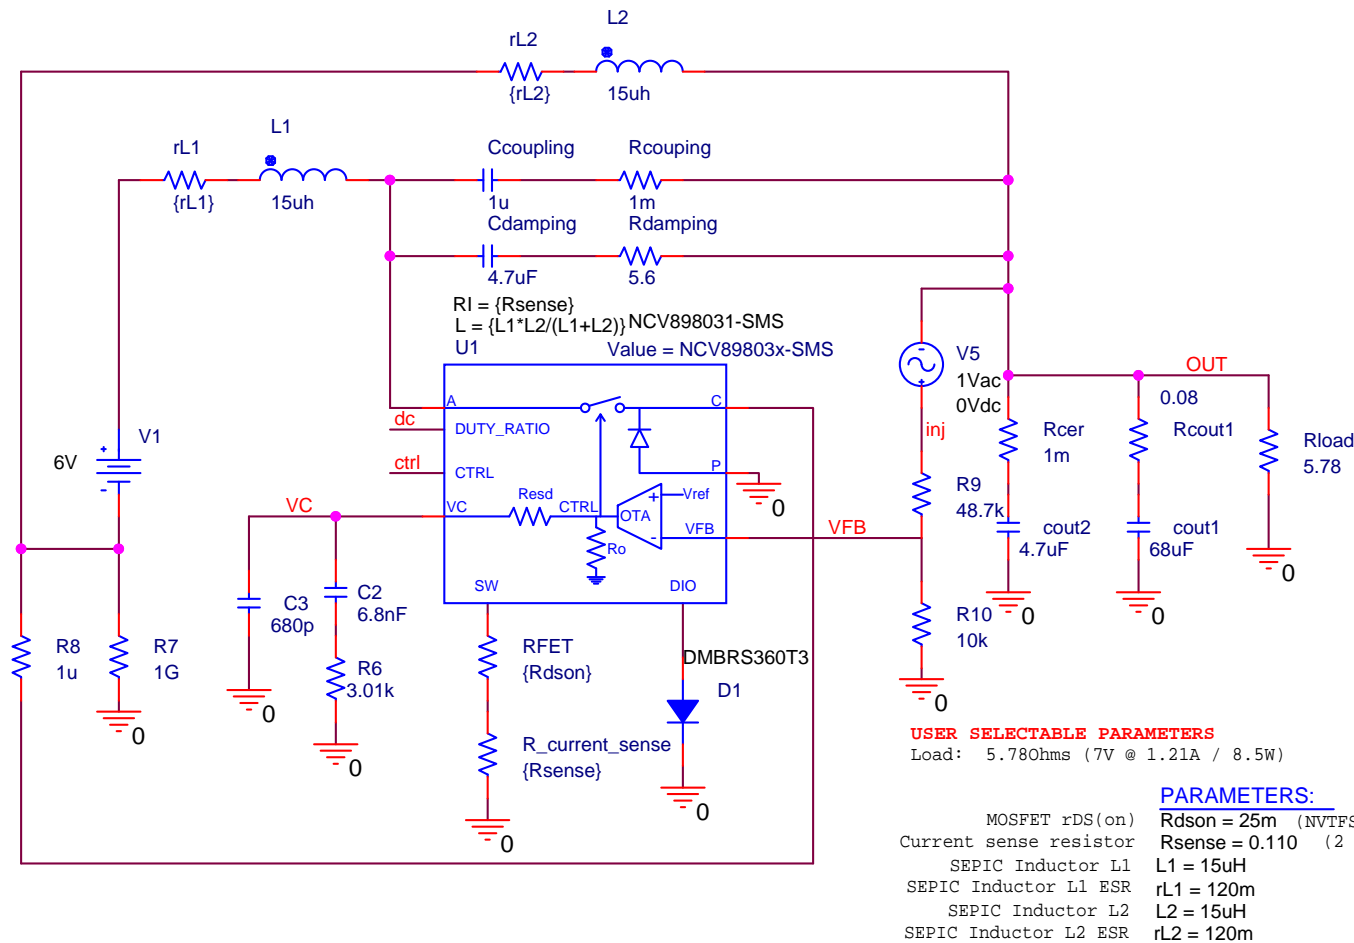 L2
rL2
{rL2}
15uh
L1
rL1
{rL1}
15uh
Ccoupling
Rcouping
1u
1m
Cdamping
Rdamping
4.7uF
5.6
RI = {Rsense}
L = {L1*L2/(L1+L2)}
NCV898031-SMS
U1
Value = NCV89803x-SMS
V5
1Vac
0Vdc
OUT
0.08
A
C
dc
DUTY_RATIO
inj
Rcer
1m
Rcout1
Rload
5.78
V1
6V
ctrl
CTRL
P
0
VC
VC
Resd
CTRL
OTA
Vref
VFB
VFB
Ro
R9
48.7k
cout2
4.7uF
cout1
68uF
0
SW
DIO
C3
680p
C2
6.8nF
0
0
R10
10k
R8
1u
R7
1G
R6
3.01k
RFET
{Rdson}
DMBRS360T3
D1
0
0
0
0
R_current_sense
{Rsense}
0
0
USER SELECTABLE PARAMETERS
Load: 5.78Ohms (7V @ 1.21A / 8.5W)
PARAMETERS:
MOSFET rDS(on) Rdson = 25m (NVTFS
Current sense resistor Rsense = 0.110 (2
SEPIC Inductor L1 L1 = 15uH
SEPIC Inductor L1 ESR rL1 = 120m
SEPIC Inductor L2 L2 = 15uH
SEPIC Inductor L2 ESR rL2 = 120m